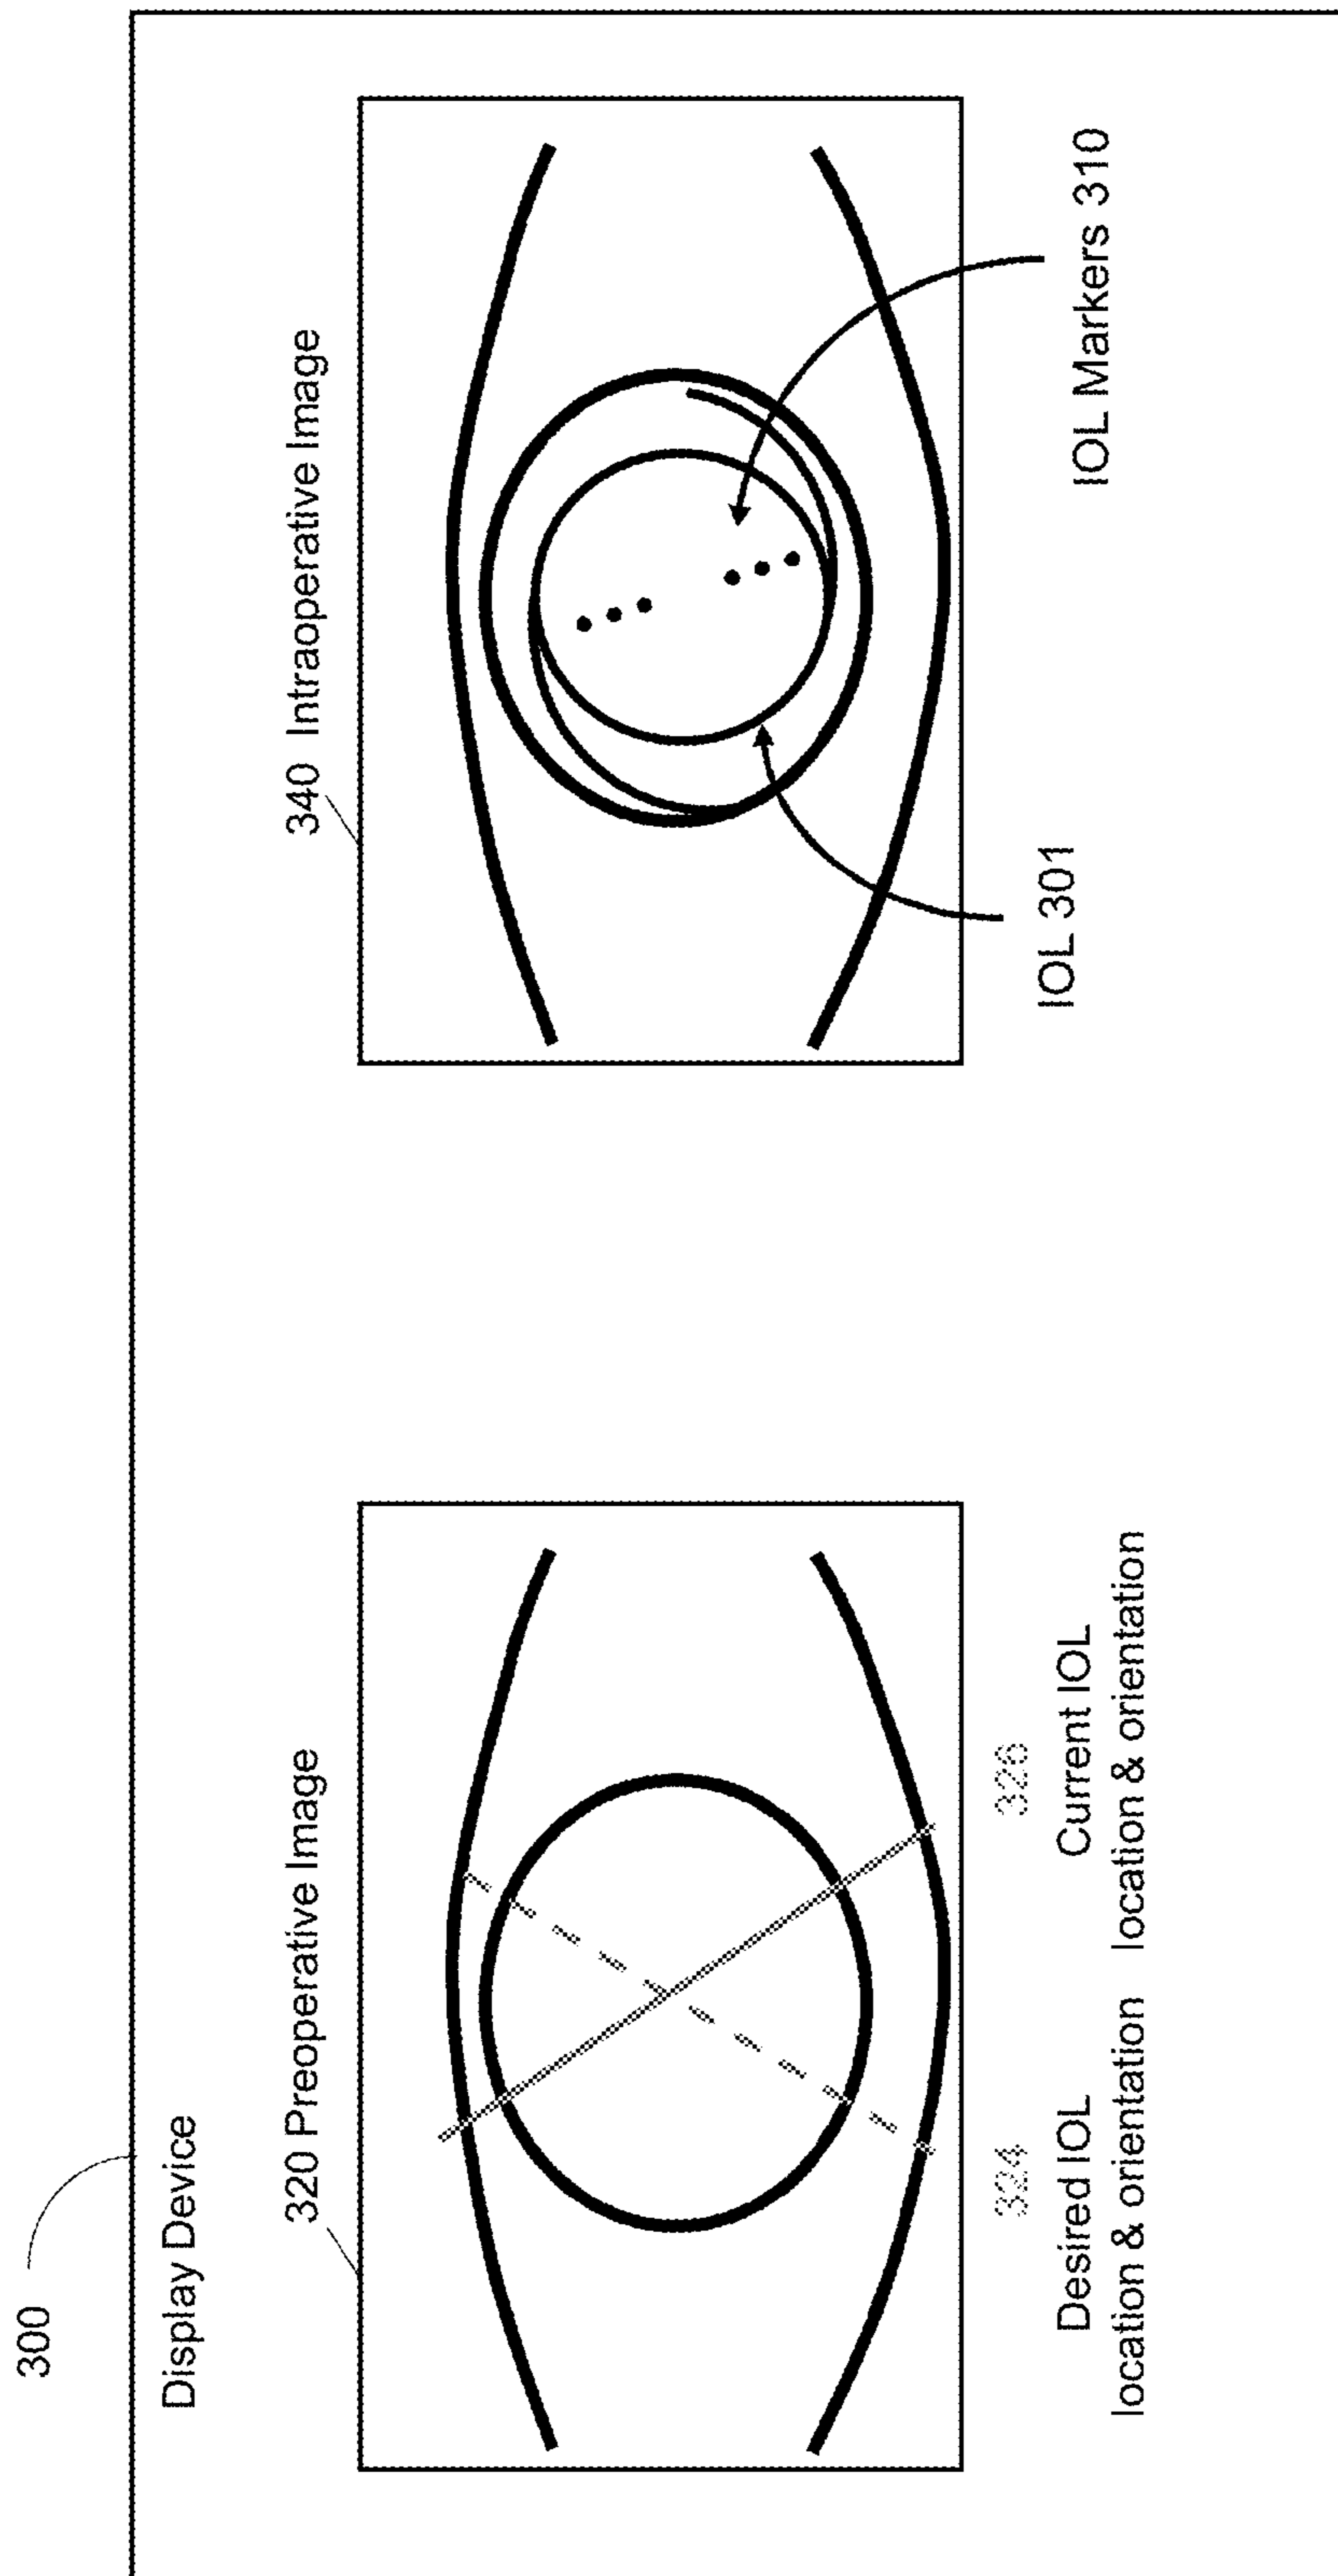 300
Display Device
320 Preoperative Image
340 Intraoperative Image
324
Desired IOL
location & orientation
326
Current IOL
location & orientation
IOL 301
IOL Markers 310